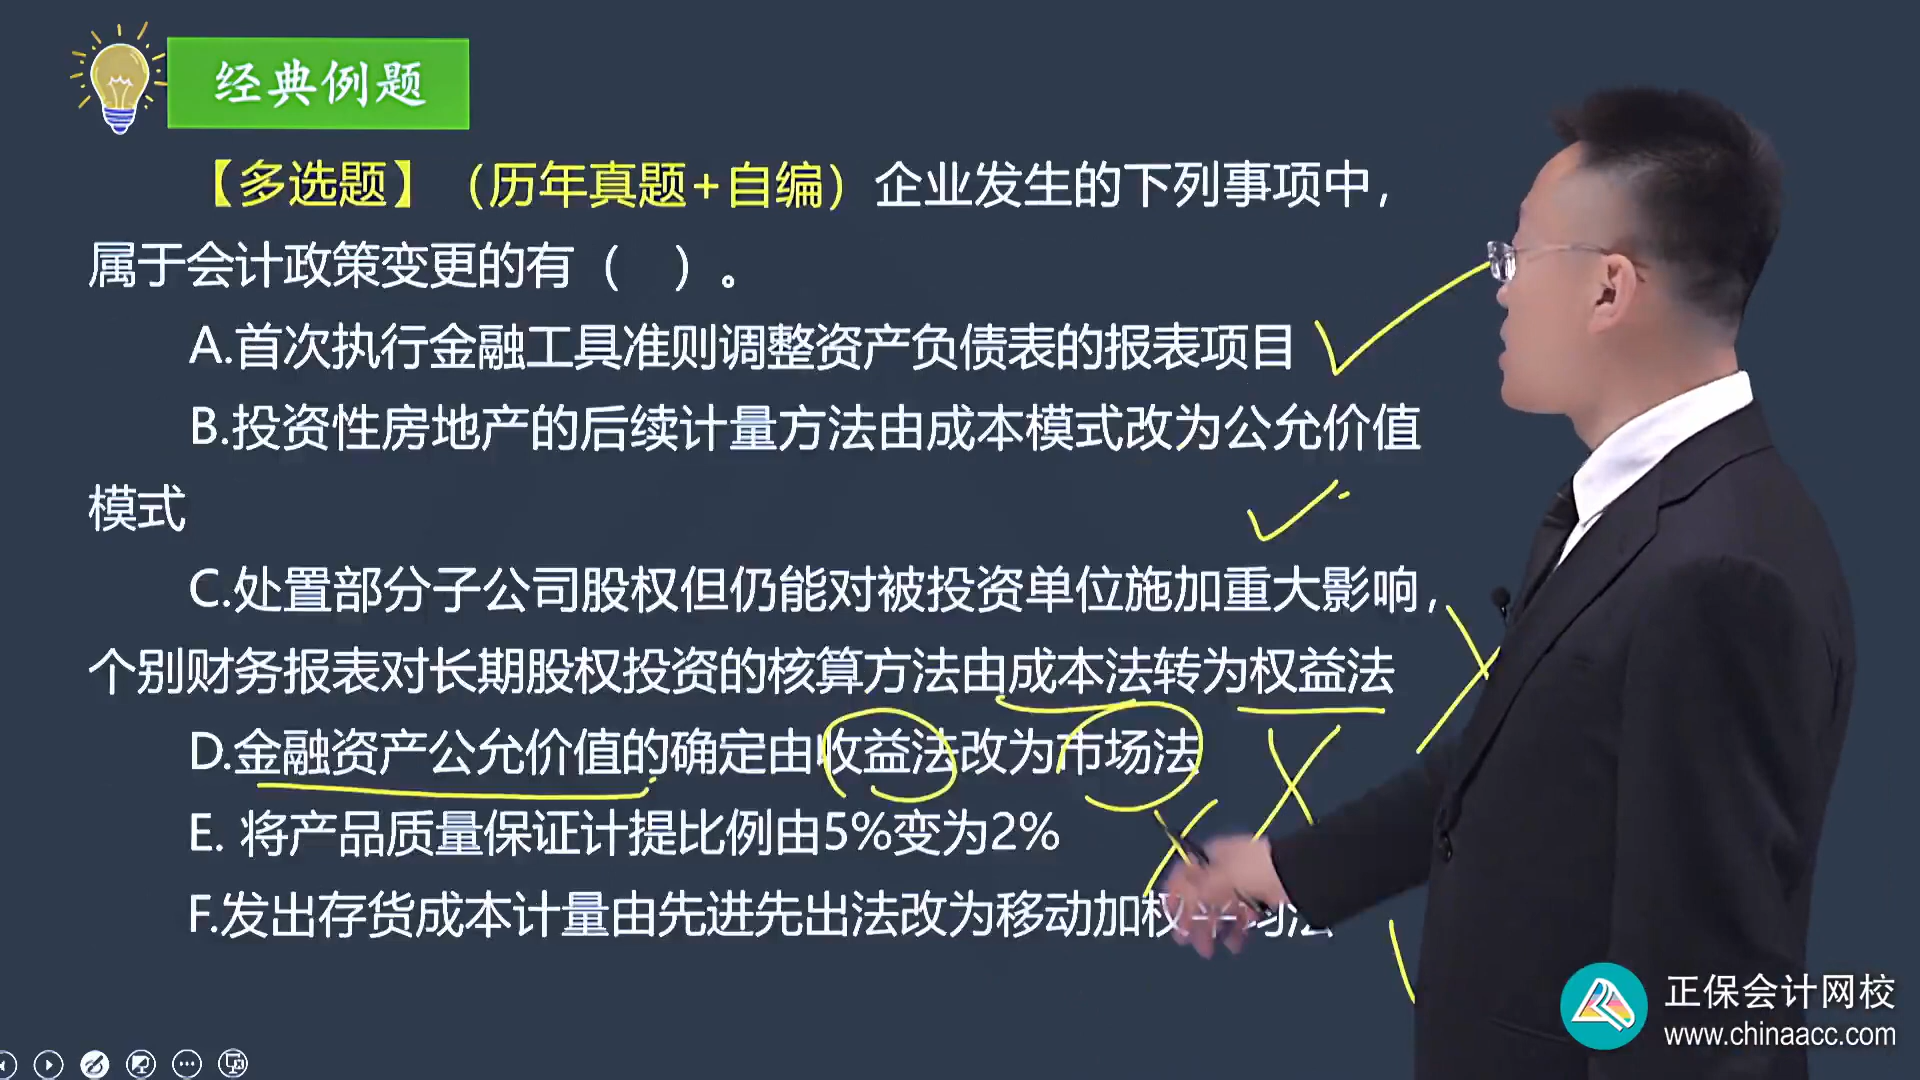 经典例题
【多选题】（历年真题+自编）企业发生的下列事项中，
属于会计政策变更的有（ ）。
A.首次执行金融工具准则调整资产负债表的报表项目
B.投资性房地产的后续计量方法由成本模式改为公允价值
模式
C.处置部分子公司股权但仍能对被投资单位施加重大影响，
个别财务报表对长期股权投资的核算方法由成本法转为权益法
D.金融资产公允价值的确定由收益法改为市场法
E. 将产品质量保证计提比例由5%变为2%
F.发出存货成本计量由先进先出法改为移动加权平均法
正保会计网校
www.chinaacc.com